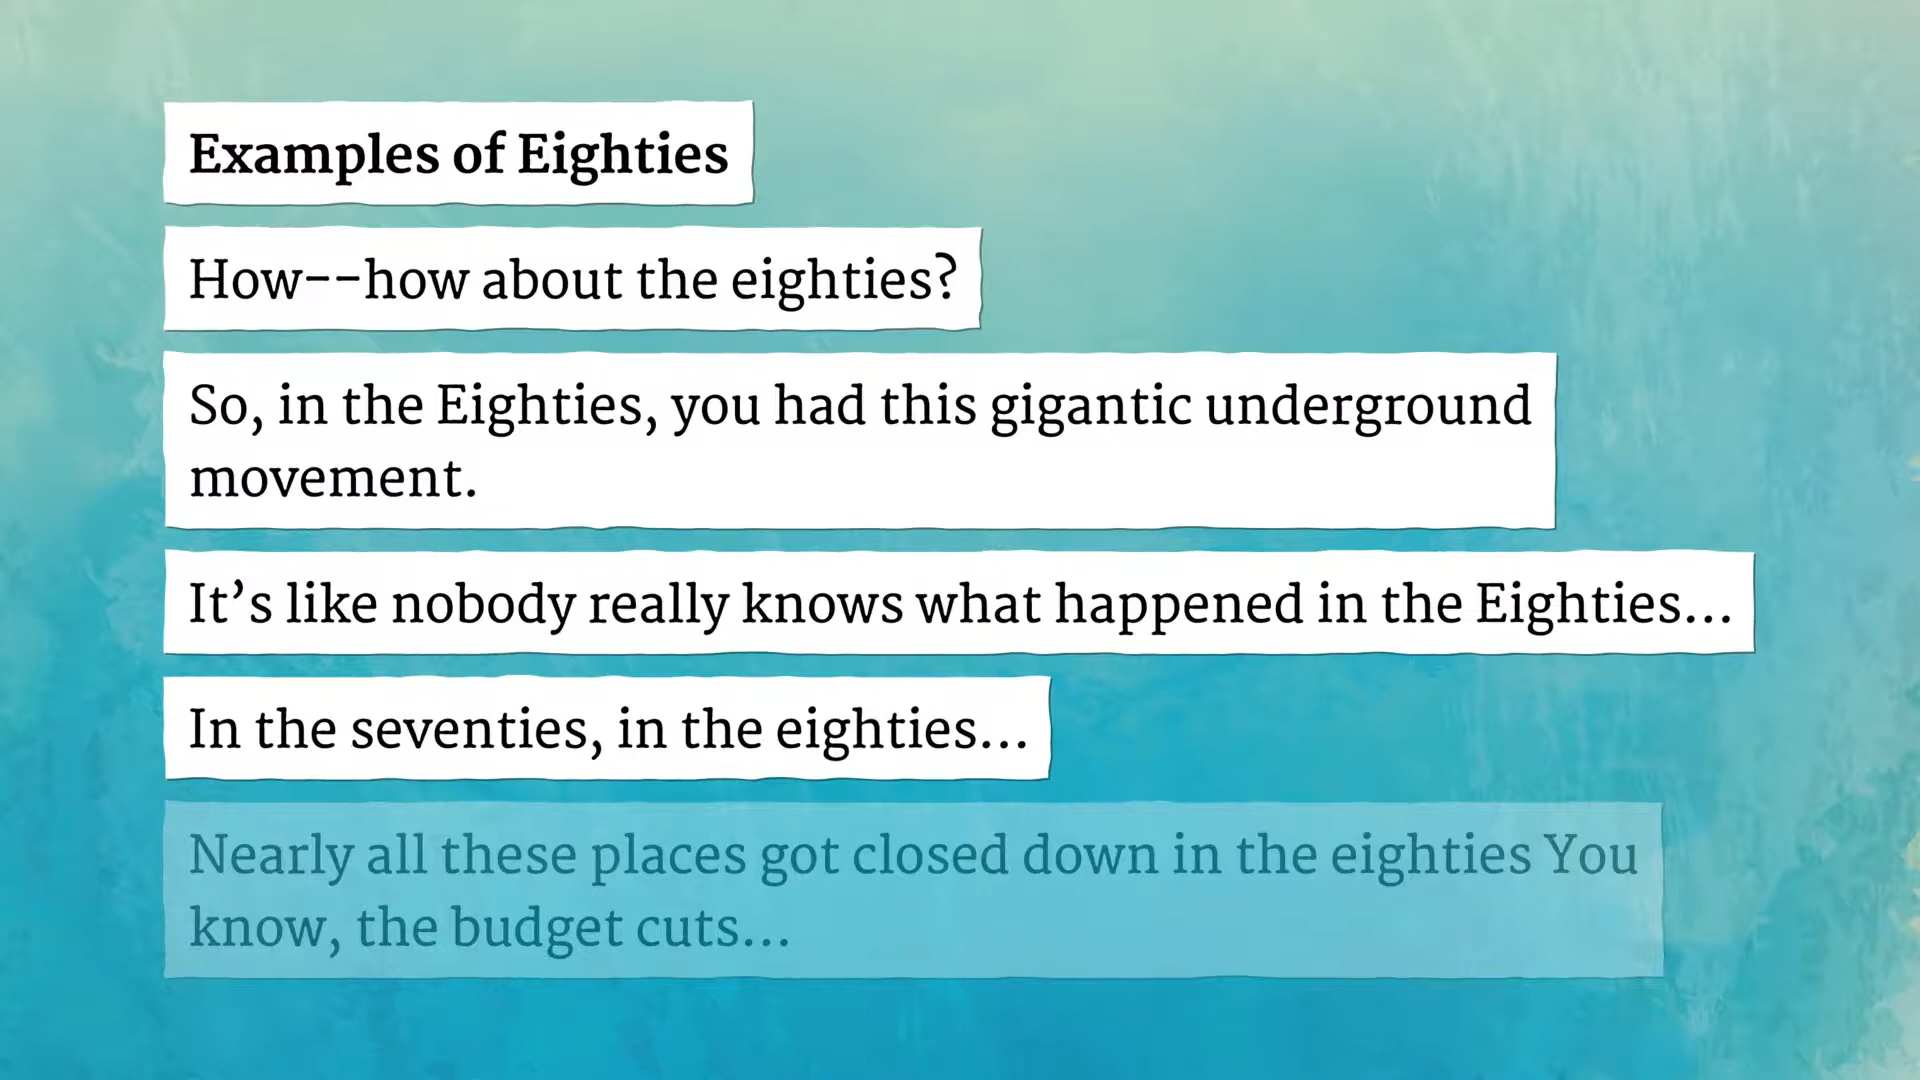 Examples of Eighties
How--how about the eighties?
So, in the Eighties, you had this gigantic underground
movement.
It’s like nobody really knows what happened in the Eighties...
In the seventies, in the eighties...
Nearly all these places got closed down in the eighties You
know, the budget cuts...